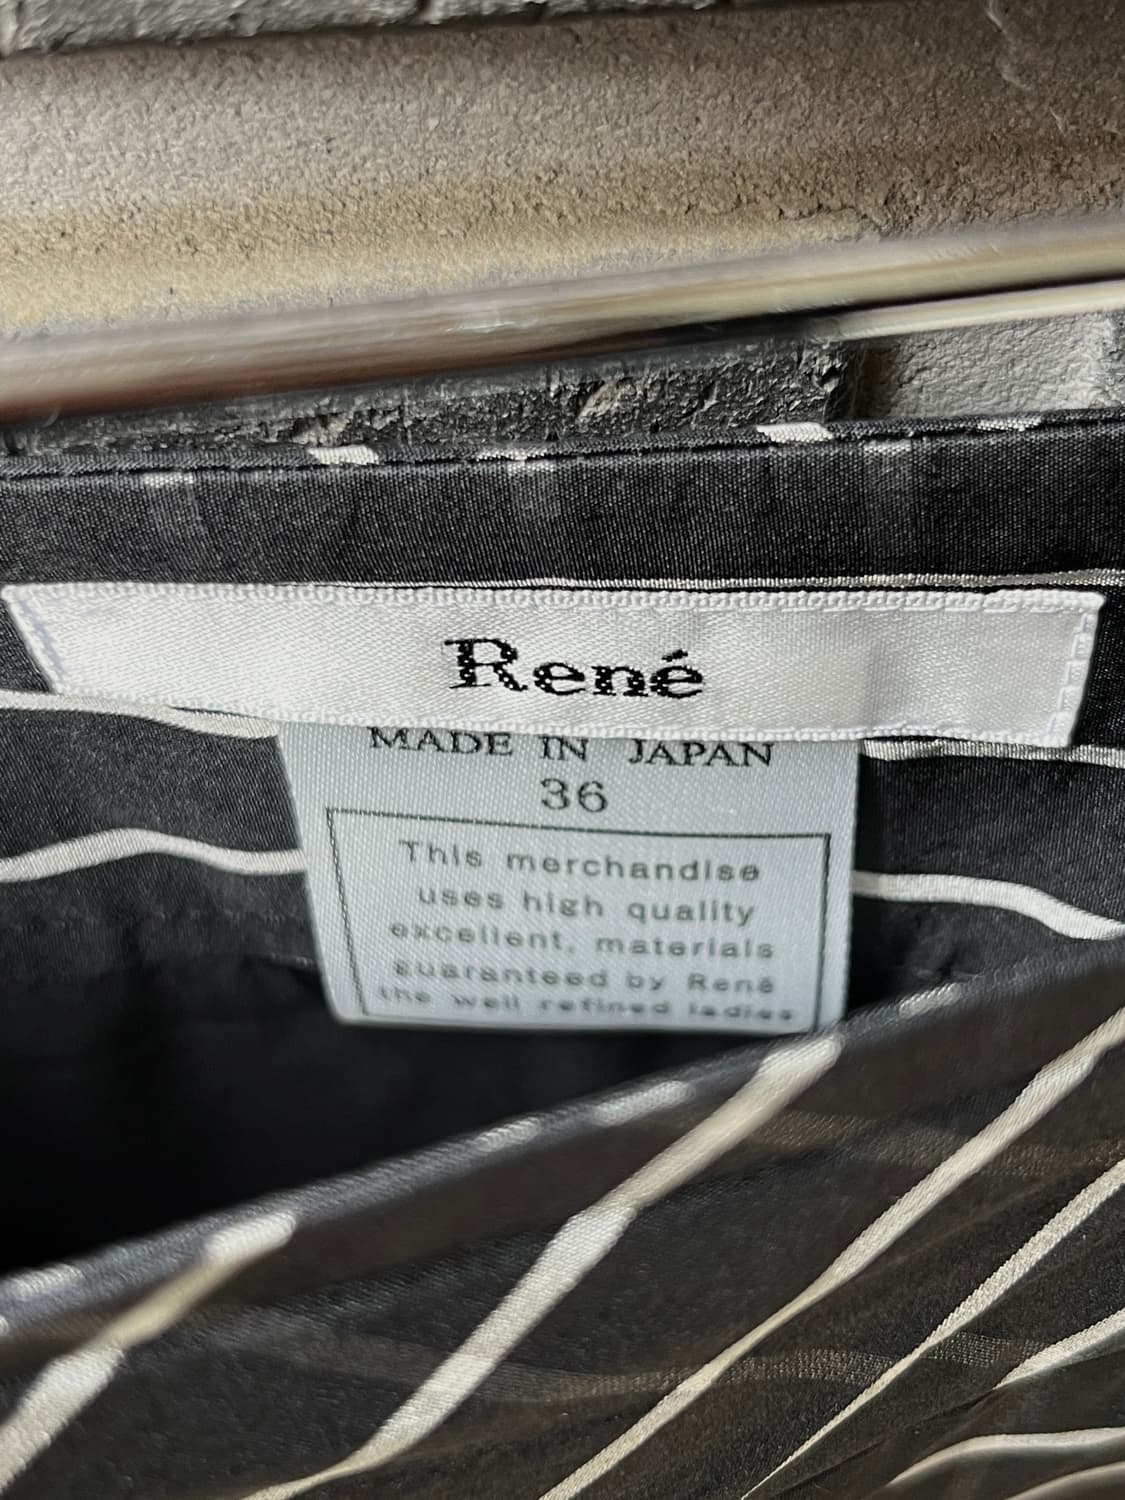 René
MADE IN JAPAN
36
This merchandise
uses high quality
excellent, materials
guaranteed by René
the well refined ladies